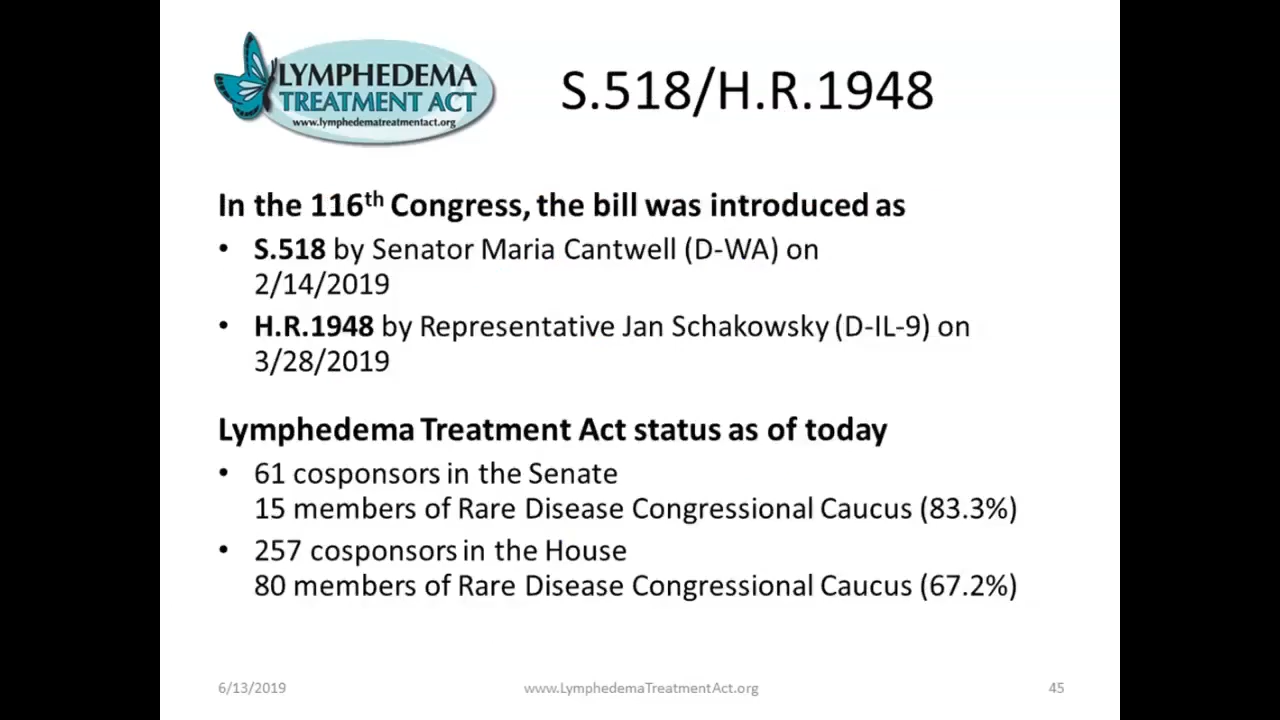 LYMPHEDEMA
TREATMENT ACT
www.lymphedematreatmentact.org
S.518/H.R.1948
In the 116th Congress, the bill was introduced as
• S.518 by Senator Maria Cantwell (D-WA) on
2/14/2019
• H.R.1948 by Representative Jan Schakowsky (D-IL-9) on
3/28/2019
Lymphedema Treatment Act status as of today
• 61 cosponsors in the Senate
15 members of Rare Disease Congressional Caucus (83.3%)
• 257 cosponsors in the House
80 members of Rare Disease Congressional Caucus (67.2%)
6/13/2019
www.LymphedemaTreatmentAct.org
45